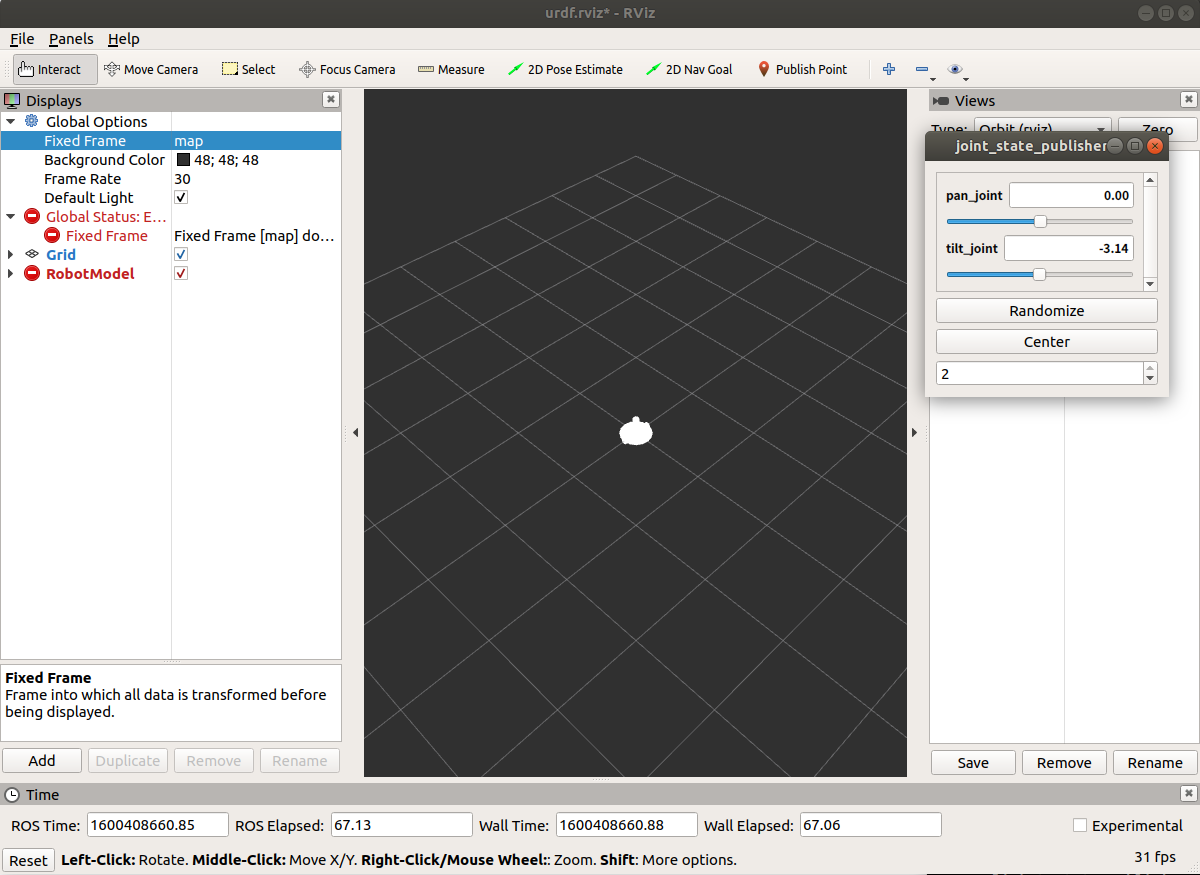 urdf.rviz* - RViz
File Panels Help
Interact Move Camera Select Focus Camera Measure 2D Pose Estimate 2D Nav Goal Publish Point
Displays
Global Options
Fixed Frame map
Background Color 48; 48; 48
Frame Rate 30
Default Light
Global Status: E...
Fixed Frame Fixed Frame [map] do...
Grid
RobotModel
Fixed Frame
Frame into which all data is transformed before
being displayed.
Add Duplicate Remove Rename
Views
Type: Orbit (rviz) Zero
joint_state_publisher
pan_joint 0.00
tilt_joint -3.14
Randomize
Center
2
Save Remove Rename
Time
ROS Time: 1600408660.85 ROS Elapsed: 67.13 Wall Time: 1600408660.88 Wall Elapsed: 67.06 Experimental
Reset Left-Click: Rotate. Middle-Click: Move X/Y. Right-Click/Mouse Wheel:: Zoom. Shift: More options. 31 fps